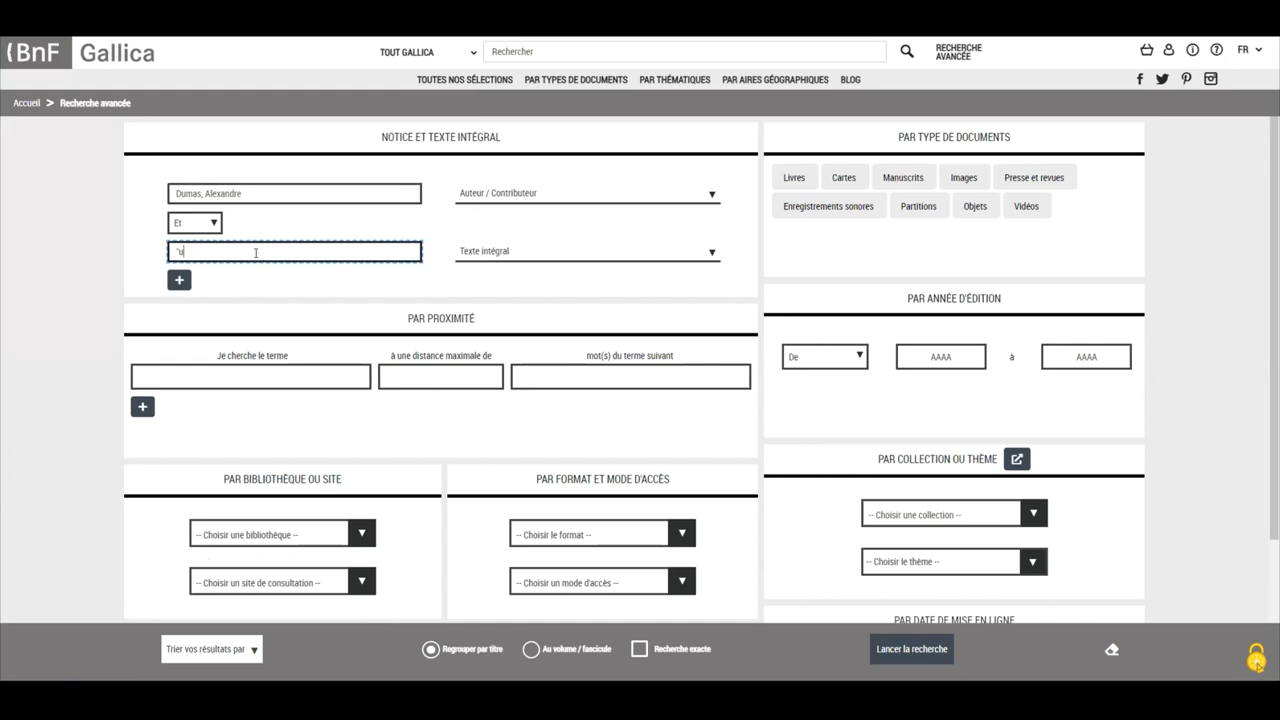 {BnF Gallica
TOUT GALLICA
Rechercher
RECHERCHE
AVANCÉE
FR
TOUTES NOS SÉLECTIONS PAR TYPES DE DOCUMENTS PAR THÉMATIQUES PAR AIRES GÉOGRAPHIQUES BLOG
Accueil > Recherche avancée
NOTICE ET TEXTE INTÉGRAL
Dumas, Alexandre
Auteur / Contributeur
Et
"u
Texte intégral
+
PAR PROXIMITÉ
Je cherche le terme
à une distance maximale de
mot(s) du terme suivant
+
PAR BIBLIOTHÈQUE OU SITE
-- Choisir une bibliothèque --
-- Choisir un site de consultation --
PAR FORMAT ET MODE D'ACCÈS
-- Choisir le format --
-- Choisir un mode d'accès --
PAR TYPE DE DOCUMENTS
Livres Cartes Manuscrits Images Presse et revues
Enregistrements sonores Partitions Objets Vidéos
PAR ANNÉE D'ÉDITION
De AAAA à AAAA
PAR COLLECTION OU THÈME
-- Choisir une collection --
-- Choisir le thème --
PAR DATE DE MISE EN LIGNE
Trier vos résultats par
Regrouper par titre
Au volume / fascicule
Recherche exacte
Lancer la recherche